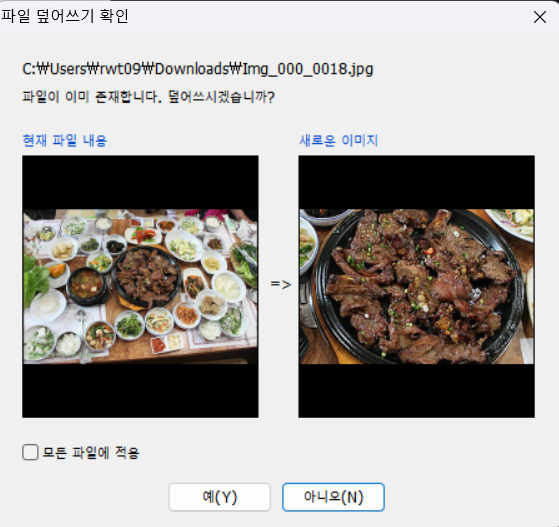 파일 덮어쓰기 확인
C:₩Users₩rwt09₩Downloads₩Img_000_0018.jpg
파일이 이미 존재합니다. 덮어쓰시겠습니까?
현재 파일 내용 새로운 이미지
=>
모든 파일에 적용
예(Y) 아니오(N)